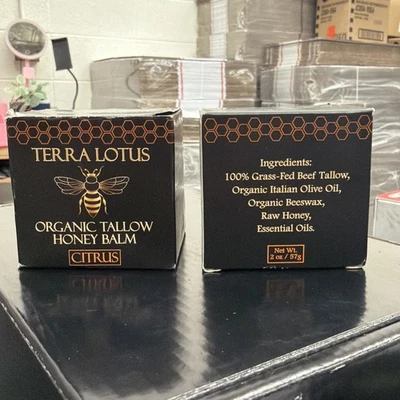 TERRA LOTUS
ORGANIC TALLOW
HONEY BALM
CITRUS
Ingredients:
100% Grass-Fed Beef Tallow,
Organic Italian Olive Oil,
Organic Beeswax,
Raw Honey,
Essential Oils.
Net Wt.
2 oz / 57g